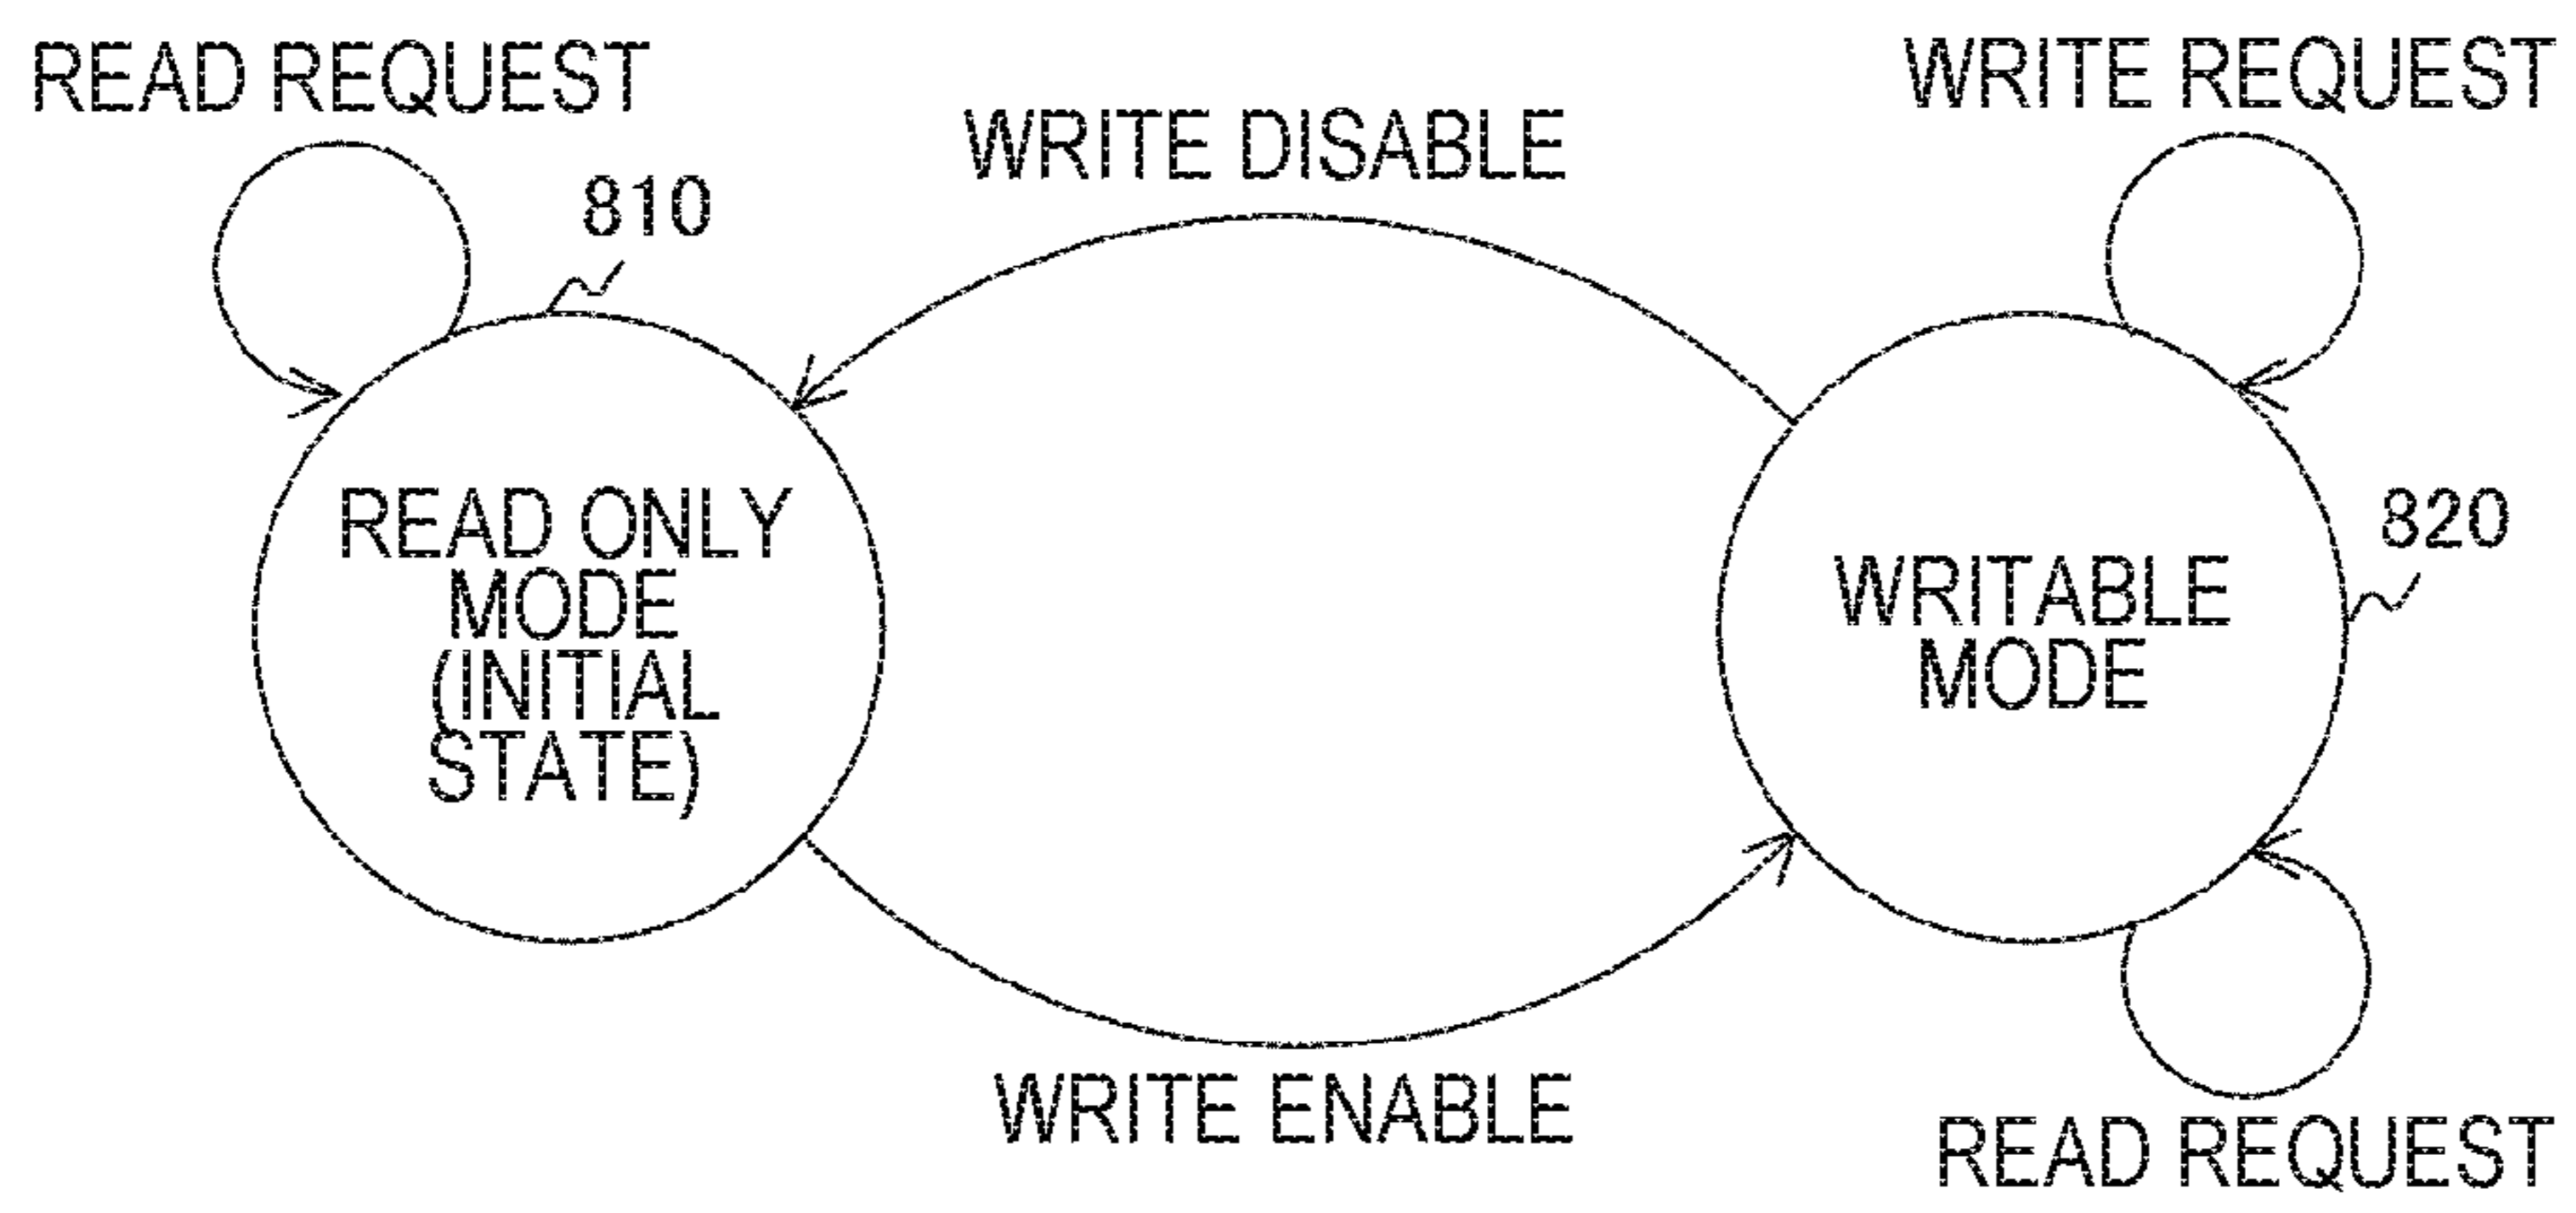 READ REQUEST
WRITE REQUEST
WRITE DISABLE
810
READ ONLY
MODE
(INITIAL
STATE)
820
WRITABLE
MODE
WRITE ENABLE
READ REQUEST